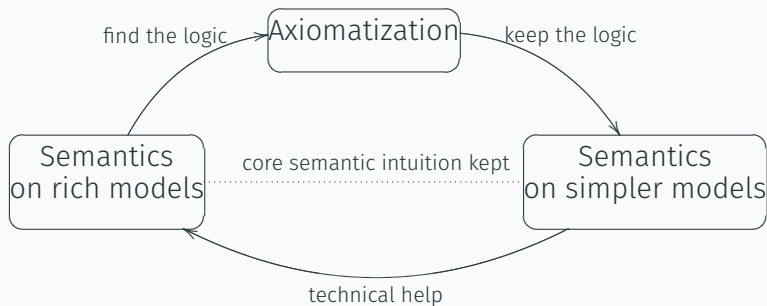 Axiomatization
find the logic
keep the logic
Semantics
on rich models
core semantic intuition kept
Semantics
on simpler models
technical help